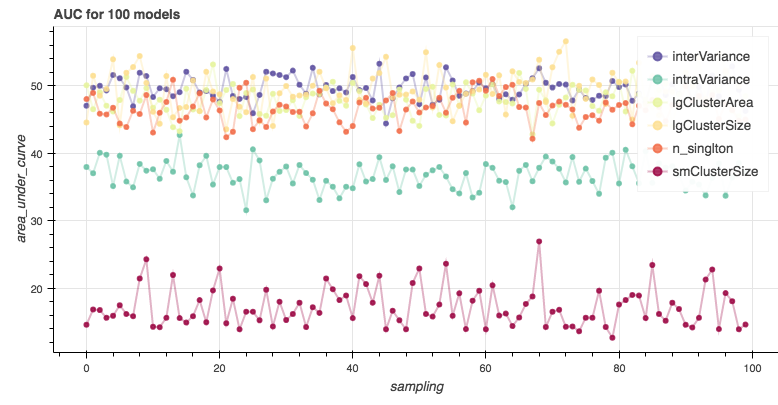 AUC for 100 models
area_under_curve
50
40
30
20
0
20
40
60
80
100
sampling
interVariance
intraVariance
lgClusterArea
lgClusterSize
n_singlton
smClusterSize